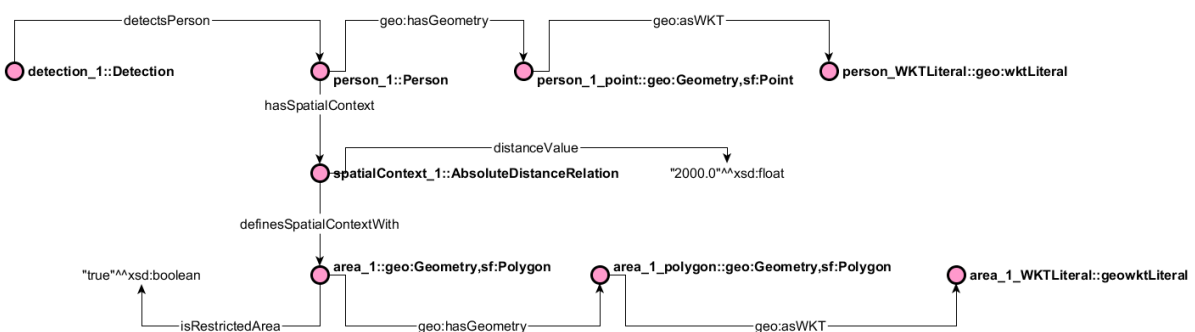 detectsPerson
geo:hasGeometry
geo:asWKT
detection_1::Detection
person_1::Person
person_1_point::geo:Geometry,sf:Point
person_WKTLiteral::geo:wktLiteral
hasSpatialContext
distanceValue
spatialContext_1::AbsoluteDistanceRelation
"2000.0"^^xsd:float
definesSpatialContextWith
"true"^^xsd:boolean
area_1::geo:Geometry,sf:Polygon
area_1_polygon::geo:Geometry,sf:Polygon
area_1_WKTLiteral::geowktLiteral
isRestrictedArea
geo:hasGeometry
geo:asWKT